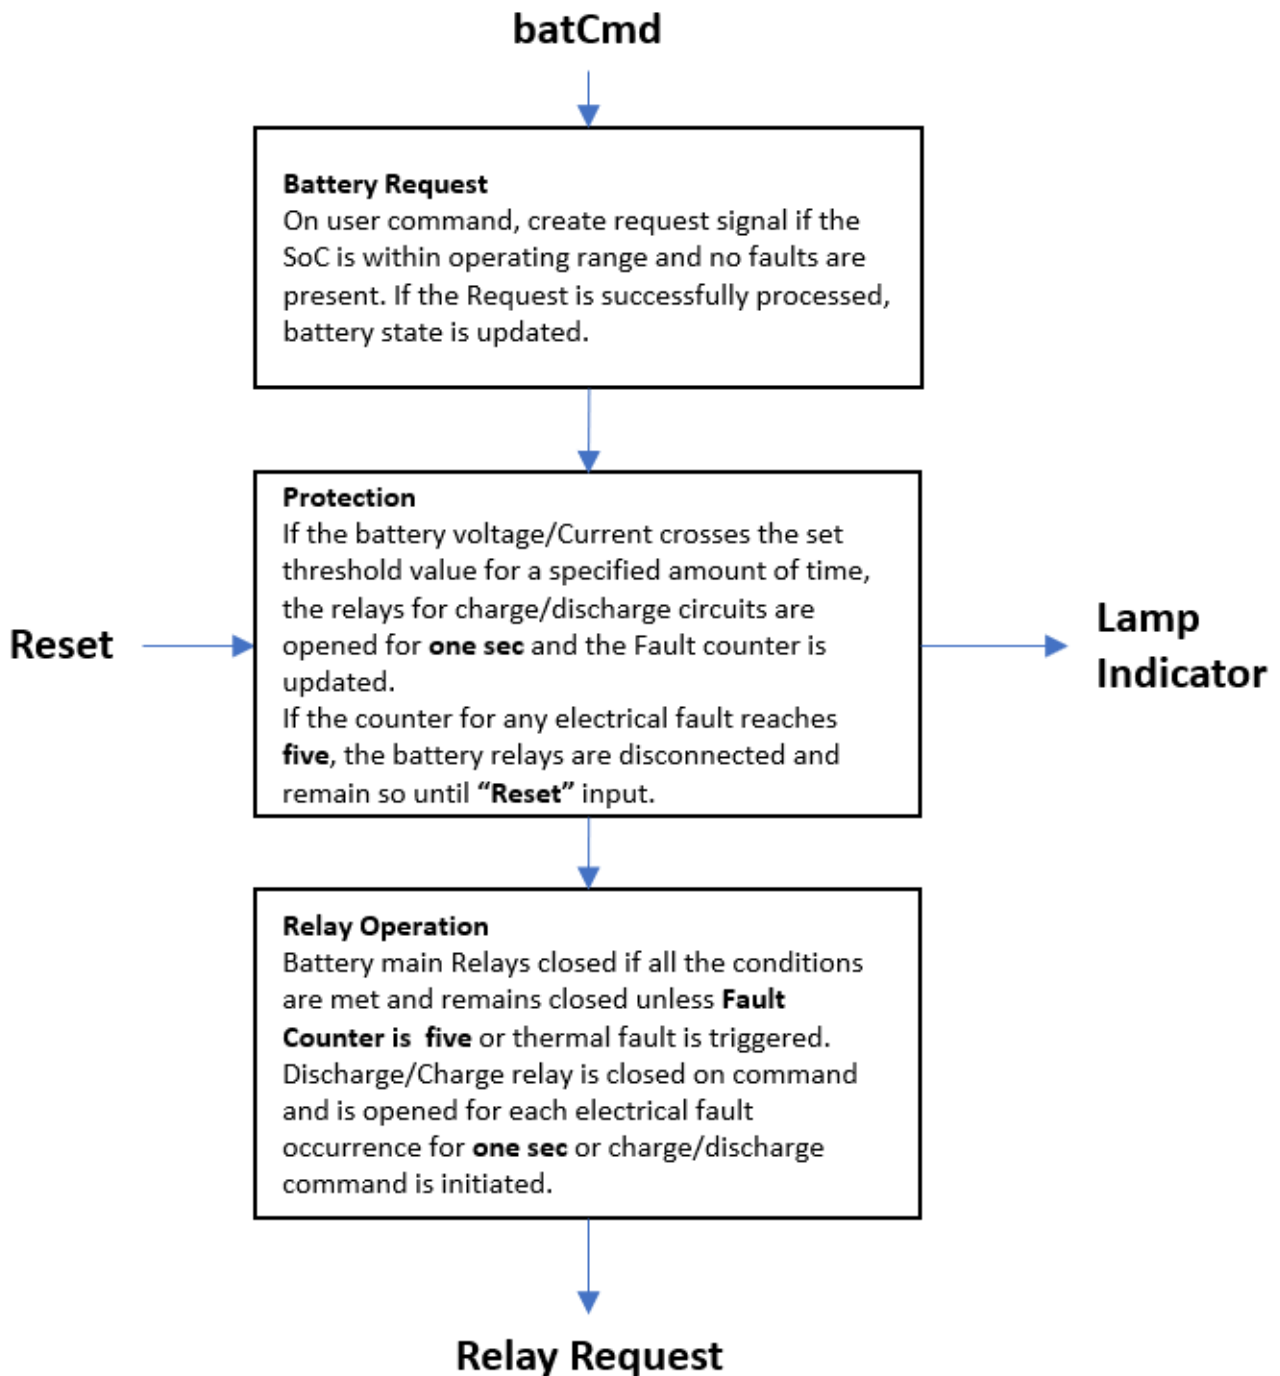 batCmd
Battery Request
On user command, create request signal if the
SoC is within operating range and no faults are
present. If the Request is successfully processed,
battery state is updated.
Protection
If the battery voltage/Current crosses the set
threshold value for a specified amount of time,
the relays for charge/discharge circuits are
opened for one sec and the Fault counter is
updated.
If the counter for any electrical fault reaches
five, the battery relays are disconnected and
remain so until “Reset” input.
Reset
Lamp
Indicator
Relay Operation
Battery main Relays closed if all the conditions
are met and remains closed unless Fault
Counter is  five or thermal fault is triggered.
Discharge/Charge relay is closed on command
and is opened for each electrical fault
occurrence for one sec or charge/discharge
command is initiated.
Relay Request